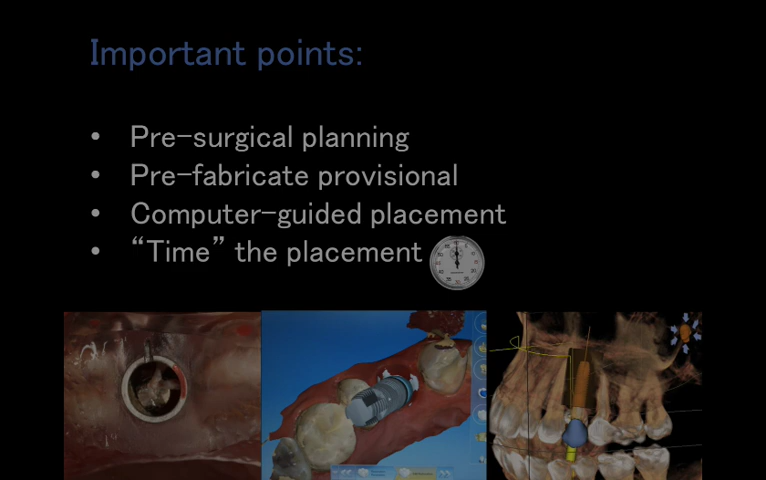 Important points:
• Pre-surgical planning
• Pre-fabricate provisional
• Computer-guided placement
• “Time” the placement